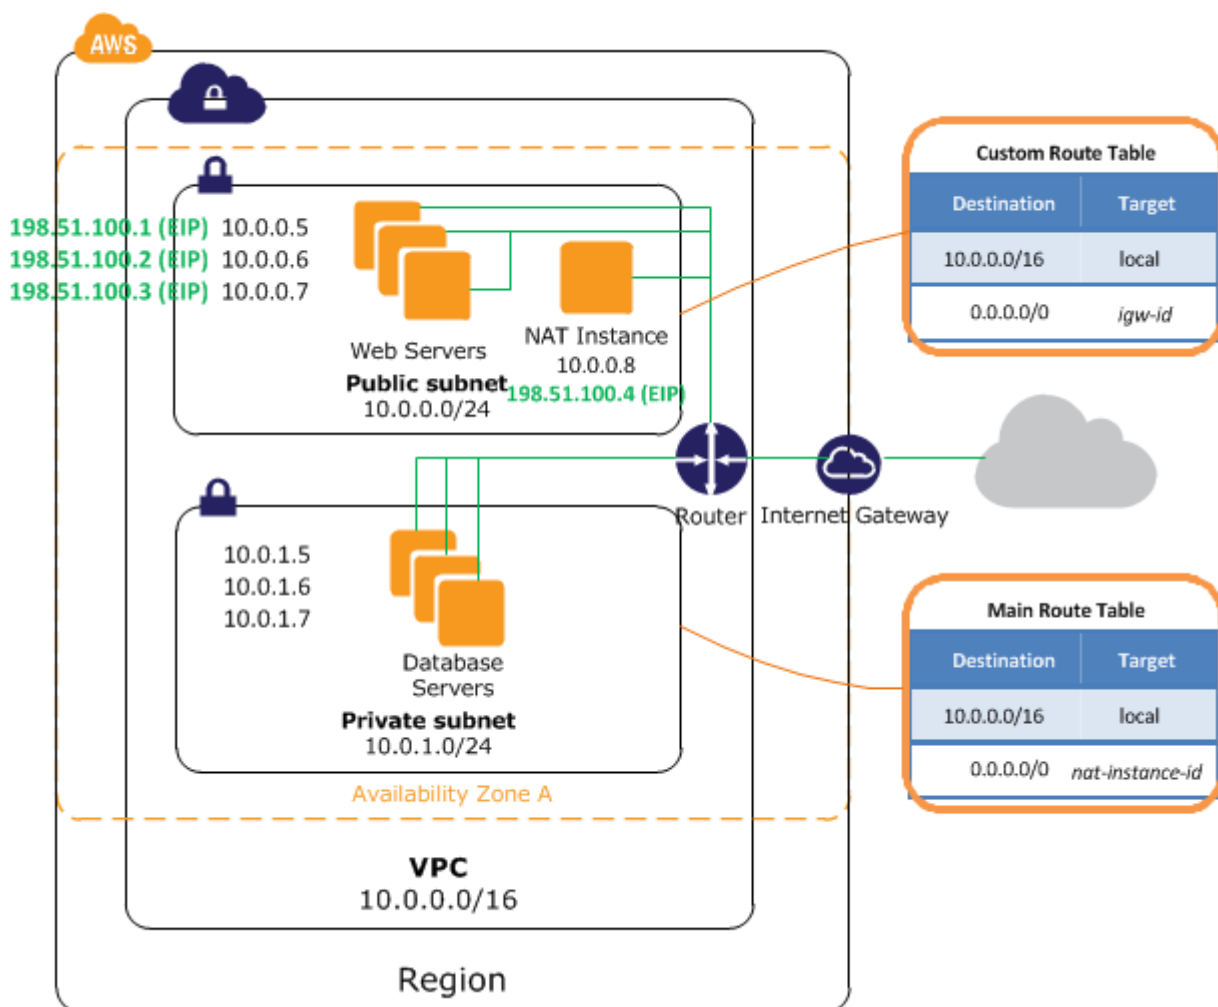 AWS
198.51.100.1 (EIP) 10.0.0.5
198.51.100.2 (EIP) 10.0.0.6
198.51.100.3 (EIP) 10.0.0.7
Web Servers
Public subnet
10.0.0.0/24
NAT Instance
10.0.0.8
198.51.100.4 (EIP)
Custom Route Table
Destination Target
10.0.0.0/16 local
0.0.0.0/0 igw-id
Router
Internet Gateway
10.0.1.5
10.0.1.6
10.0.1.7
Database
Servers
Private subnet
10.0.1.0/24
Main Route Table
Destination Target
10.0.0.0/16 local
0.0.0.0/0 nat-instance-id
Availability Zone A
VPC
10.0.0.0/16
Region